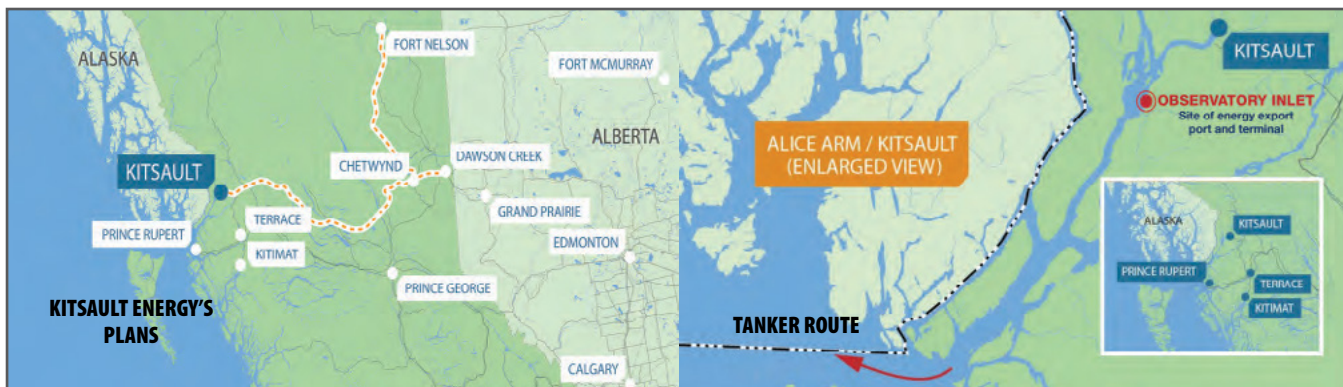 ALASKA
FORT NELSON
FORT MCMURRAY
ALBERTA
KITSAULT
CHETWYND
DAWSON CREEK
GRAND PRAIRIE
TERRACE
PRINCE RUPERT
KITIMAT
EDMONTON
PRINCE GEORGE
KITSAULT ENERGY'S
PLANS
CALGARY
KITSAULT
OBSERVATORY INLET
Site of energy export
port and terminal
ALICE ARM / KITSAULT
(ENLARGED VIEW)
TANKER ROUTE
ALASKA
KITSAULT
PRINCE RUPERT
TERRACE
KITIMAT